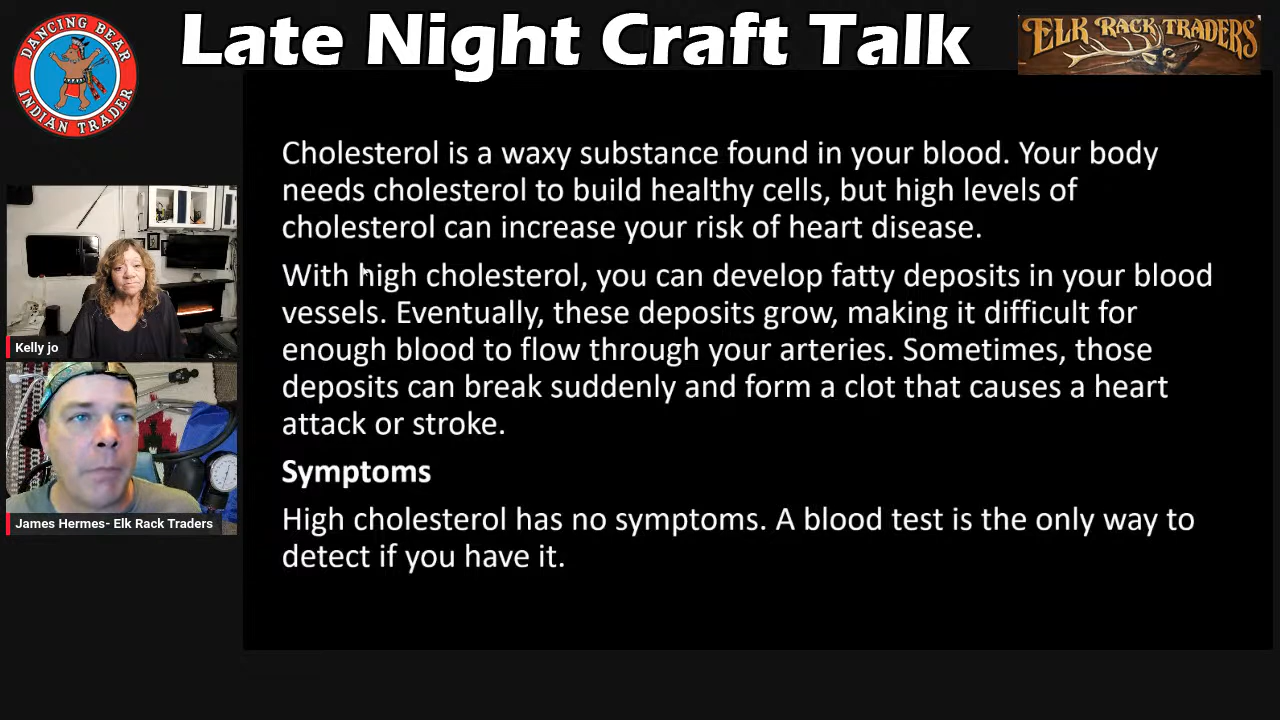 DANCING BEAR
INDIAN TRADER
Late Night Craft Talk
ELK RACK TRADERS
Cholesterol is a waxy substance found in your blood. Your body
needs cholesterol to build healthy cells, but high levels of
cholesterol can increase your risk of heart disease.
With high cholesterol, you can develop fatty deposits in your blood
vessels. Eventually, these deposits grow, making it difficult for
enough blood to flow through your arteries. Sometimes, those
deposits can break suddenly and form a clot that causes a heart
attack or stroke.
Symptoms
High cholesterol has no symptoms. A blood test is the only way to
detect if you have it.
Kelly jo
James Hermes- Elk Rack Traders